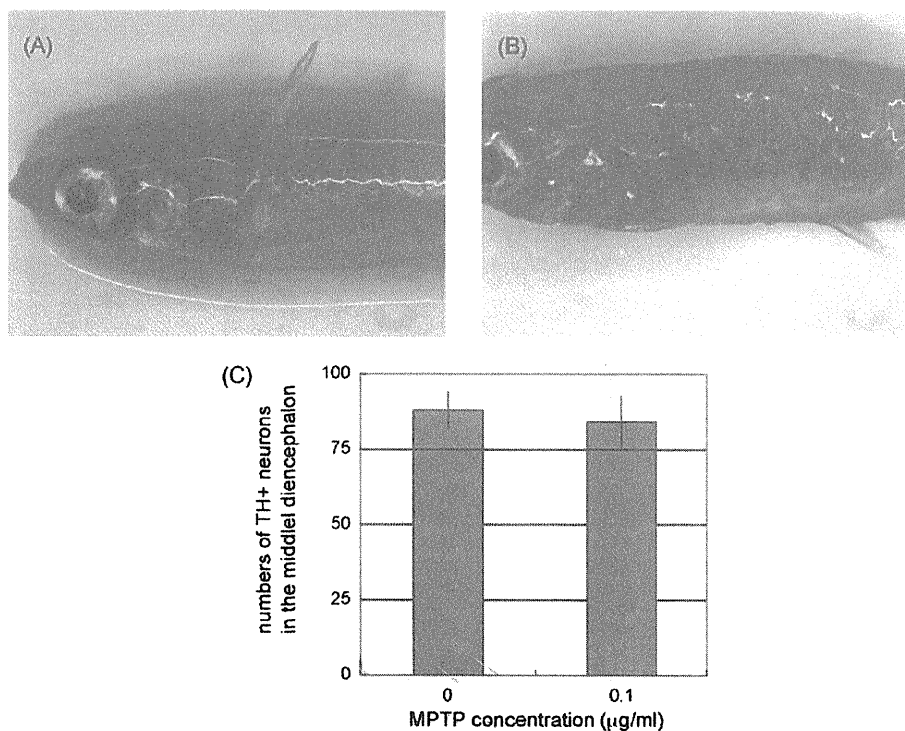 (A)
(B)
(C)
100
75
50
25
0
numbers of TH+ neurons
in the middlel diencephalon
0
0.1
MPTP concentration (μg/ml)